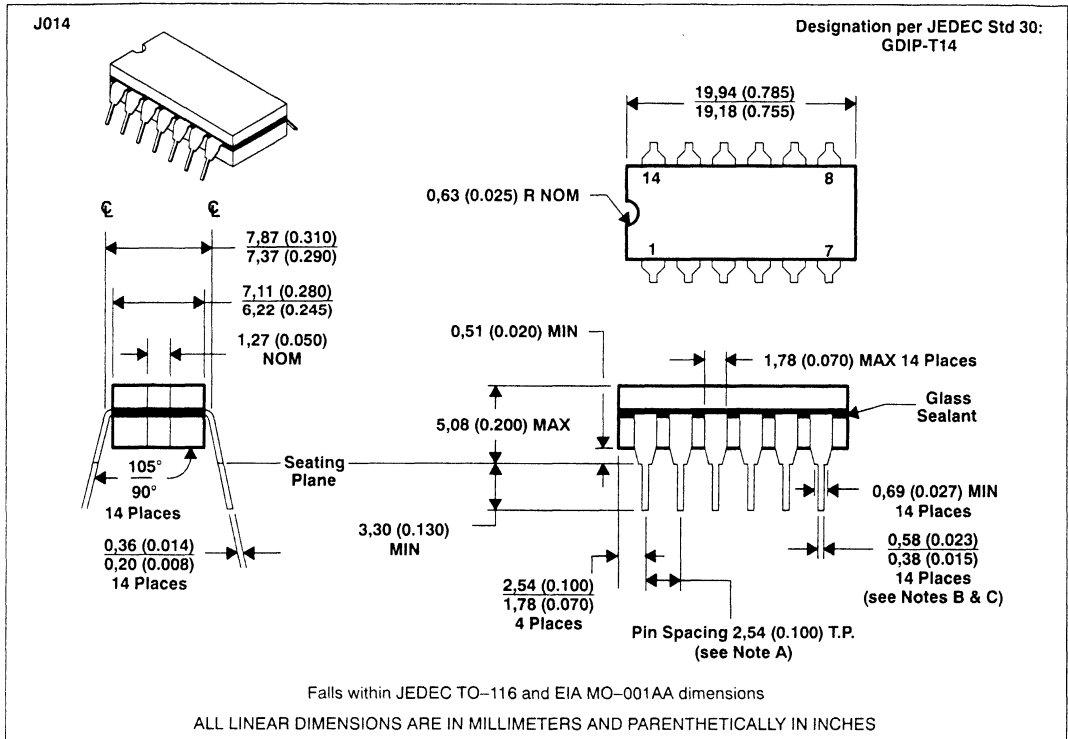 J014
Designation per JEDEC Std 30:
GDIP-T14
19,94 (0.785)
19,18 (0.755)
14
8
0,63 (0.025) R NOM
1
7
℄
℄
7,87 (0.310)
7,37 (0.290)
7,11 (0.280)
6,22 (0.245)
1,27 (0.050)
NOM
0,51 (0.020) MIN
1,78 (0.070) MAX 14 Places
Glass
Sealant
5,08 (0.200) MAX
Seating
Plane
105°
90°
14 Places
0,69 (0.027) MIN
14 Places
3,30 (0.130)
MIN
0,36 (0.014)
0,20 (0.008)
14 Places
0,58 (0.023)
0,38 (0.015)
14 Places
(see Notes B & C)
2,54 (0.100)
1,78 (0.070)
4 Places
Pin Spacing 2,54 (0.100) T.P.
(see Note A)
Falls within JEDEC TO–116 and EIA MO–001AA dimensions
ALL LINEAR DIMENSIONS ARE IN MILLIMETERS AND PARENTHETICALLY IN INCHES